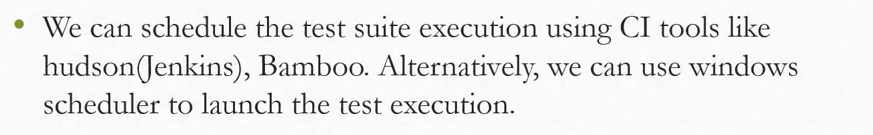 • We can schedule the test suite execution using CI tools like
hudson(Jenkins), Bamboo. Alternatively, we can use windows
scheduler to launch the test execution.